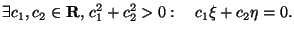 ∃c₁, c₂ ∈ R, c₁² + c₂² > 0 : c₁ξ + c₂η = 0.